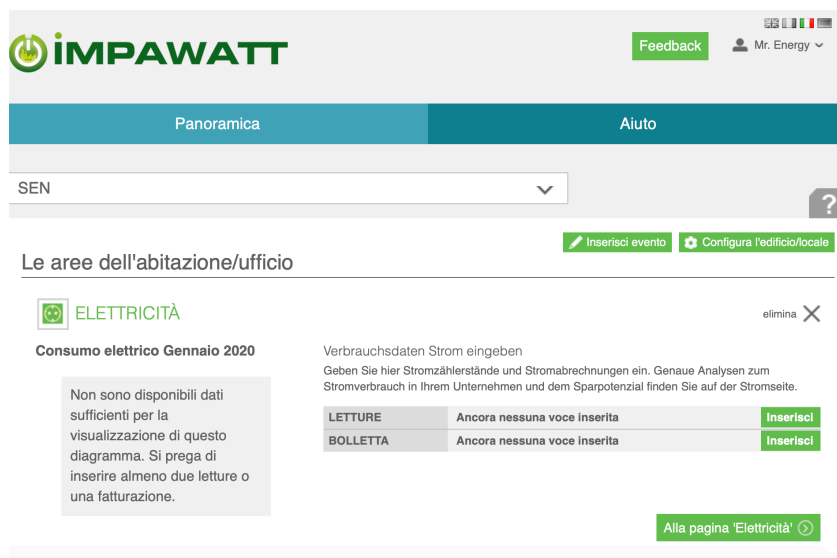 İMPAWATT
Feedback
Mr. Energy
Panoramica
Aiuto
SEN
?
Inserisci evento
Configura l'edificio/locale
Le aree dell'abitazione/ufficio
ELETTRICITÀ
elimina
Consumo elettrico Gennaio 2020
Non sono disponibili dati
sufficienti per la
visualizzazione di questo
diagramma. Si prega di
inserire almeno due letture o
una fatturazione.
Verbrauchsdaten Strom eingeben
Geben Sie hier Stromzählerstände und Stromabrechnungen ein. Genaue Analysen zum
Stromverbrauch in Ihrem Unternehmen und dem Sparpotenzial finden Sie auf der Stromseite.
LETTURE Ancora nessuna voce inserita Inserisci
BOLLETTA Ancora nessuna voce inserita Inserisci
Alla pagina 'Elettricità'